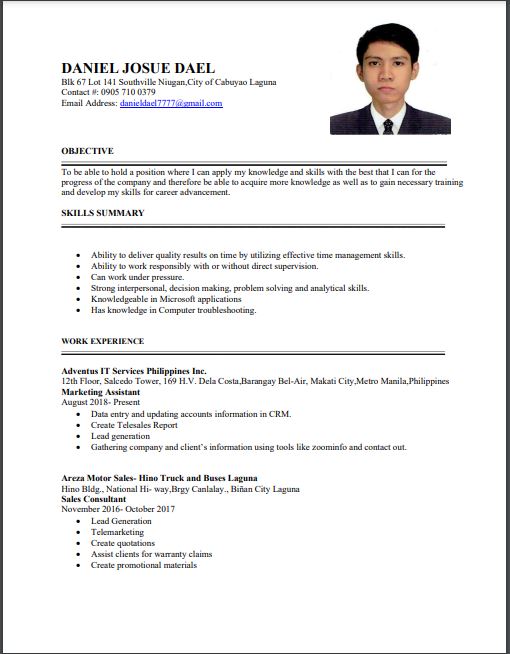 DANIEL JOSUE DAEL
Blk 67 Lot 141 Southville Niugan,City of Cabuyao Laguna
Contact #: 0905 710 0379
Email Address: danieldael7777@gmail.com
OBJECTIVE
To be able to hold a position where I can apply my knowledge and skills with the best that I can for the
progress of the company and therefore be able to acquire more knowledge as well as to gain necessary training
and develop my skills for career advancement.
SKILLS SUMMARY
• Ability to deliver quality results on time by utilizing effective time management skills.
• Ability to work responsibly with or without direct supervision.
• Can work under pressure.
• Strong interpersonal, decision making, problem solving and analytical skills.
• Knowledgeable in Microsoft applications
• Has knowledge in Computer troubleshooting.
WORK EXPERIENCE
Adventus IT Services Philippines Inc.
12th Floor, Salcedo Tower, 169 H.V. Dela Costa,Barangay Bel-Air, Makati City,Metro Manila,Philippines
Marketing Assistant
August 2018- Present
• Data entry and updating accounts information in CRM.
• Create Telesales Report
• Lead generation
• Gathering company and client's information using tools like zoominfo and contact out.
Areza Motor Sales- Hino Truck and Buses Laguna
Hino Bldg., National Hi- way,Brgy Canlalay., Biñan City Laguna
Sales Consultant
November 2016- October 2017
• Lead Generation
• Telemarketing
• Create quotations
• Assist clients for warranty claims
• Create promotional materials